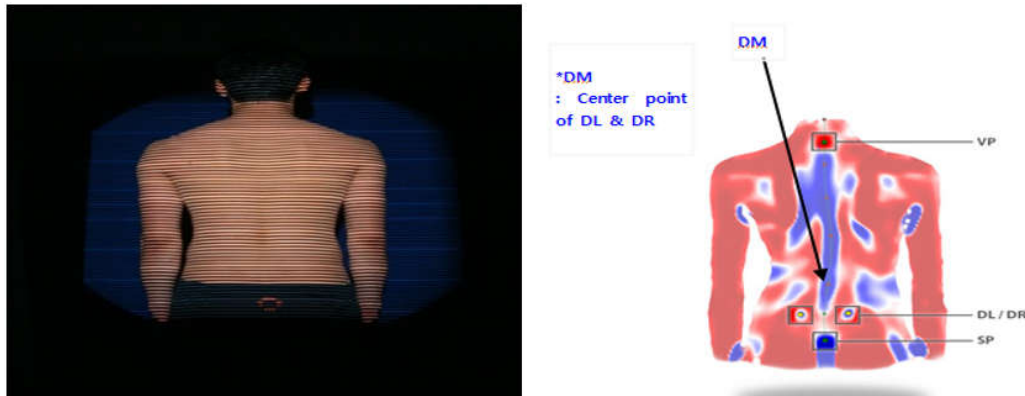 *DM
: Center point
of DL & DR
DM
VP
DL / DR
SP